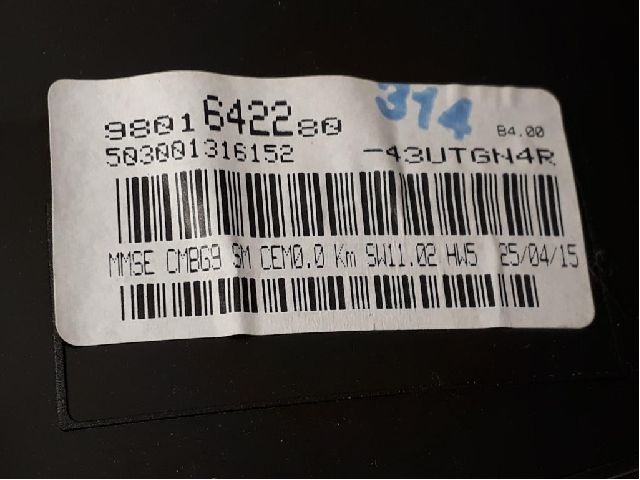 314
9801642280 B4.00
503001316152 -43UTGN4R
MMSE CMBG9 SM CEM0.0 Km SW11.02 HW5 25/04/15